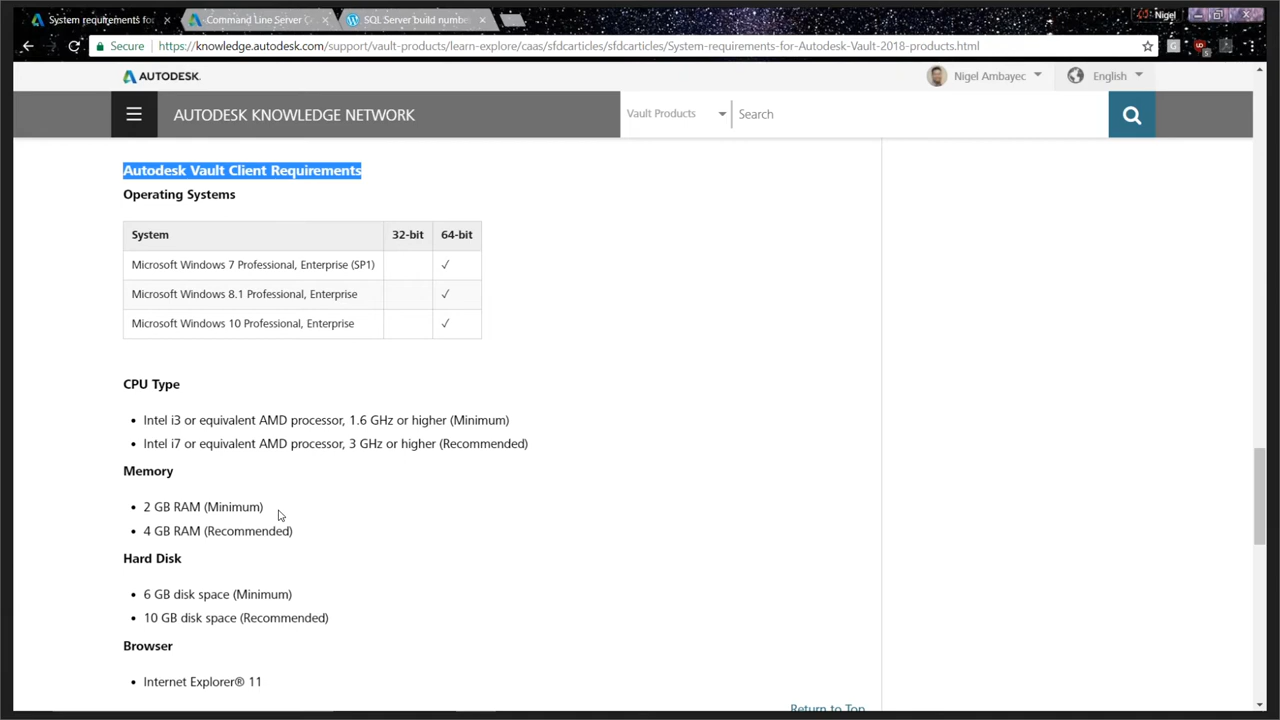 System requirements fo
Command Line Server C
SQL Server build numbe
Nigel
Secure
https://knowledge.autodesk.com/support/vault-products/learn-explore/caas/sfdcarticles/sfdcarticles/System-requirements-for-Autodesk-Vault-2018-products.html
AUTODESK.
Nigel Ambayec
English
AUTODESK KNOWLEDGE NETWORK
Vault Products
Search
Autodesk Vault Client Requirements
Operating Systems
System 32-bit 64-bit
Microsoft Windows 7 Professional, Enterprise (SP1) ✓
Microsoft Windows 8.1 Professional, Enterprise ✓
Microsoft Windows 10 Professional, Enterprise ✓
CPU Type
• Intel i3 or equivalent AMD processor, 1.6 GHz or higher (Minimum)
• Intel i7 or equivalent AMD processor, 3 GHz or higher (Recommended)
Memory
• 2 GB RAM (Minimum)
• 4 GB RAM (Recommended)
Hard Disk
• 6 GB disk space (Minimum)
• 10 GB disk space (Recommended)
Browser
• Internet Explorer® 11
Return to Top